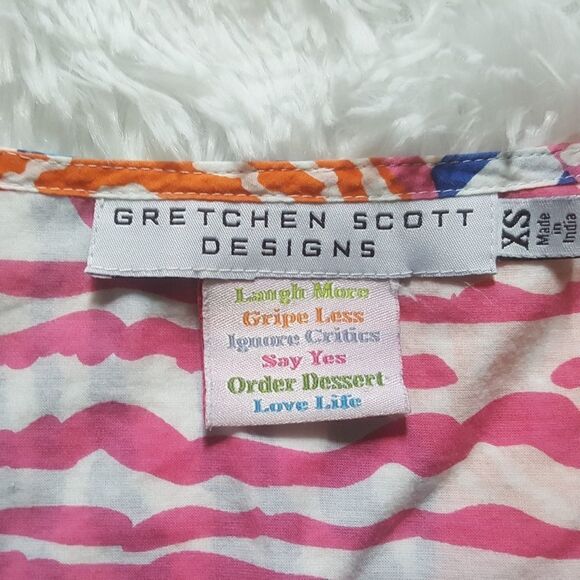 GRETCHEN SCOTT
DESIGNS
XS
Made
in
India
Laugh More
Gripe Less
Ignore Critics
Say Yes
Order Dessert
Love Life